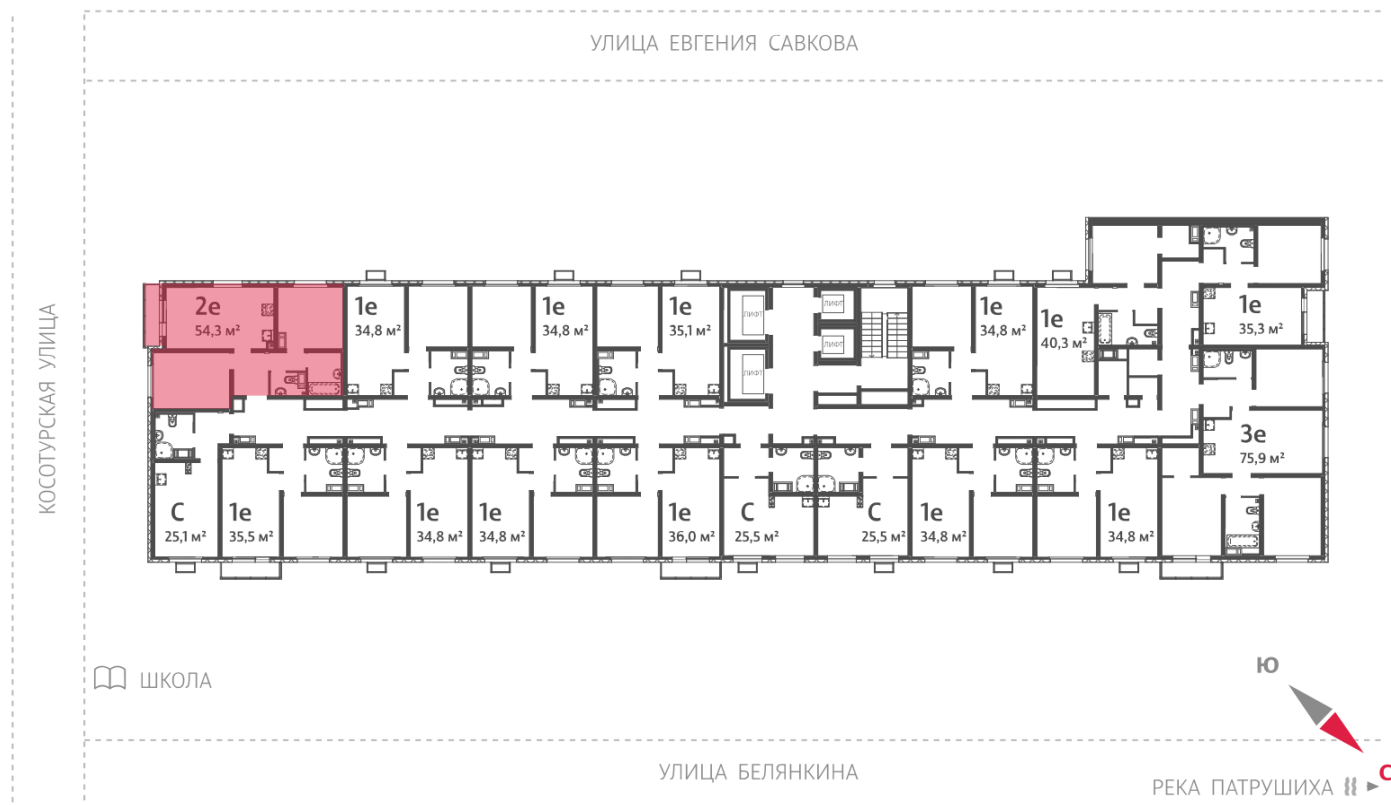 УЛИЦА ЕВГЕНИЯ САВКОВА
КОСОТУРСКАЯ УЛИЦА
2е
54,3 м²
1е
34,8 м²
1е
34,8 м²
1е
35,1 м²
ЛИФТ
ЛИФТ
ЛИФТ
ЛИФТ
1е
34,8 м²
1е
40,3 м²
1е
35,3 м²
3е
75,9 м²
С
25,1 м²
1е
35,5 м²
1е
34,8 м²
1е
34,8 м²
1е
36,0 м²
С
25,5 м²
С
25,5 м²
1е
34,8 м²
1е
34,8 м²
ШКОЛА
Ю
С
УЛИЦА БЕЛЯНКИНА
РЕКА ПАТРУШИХА